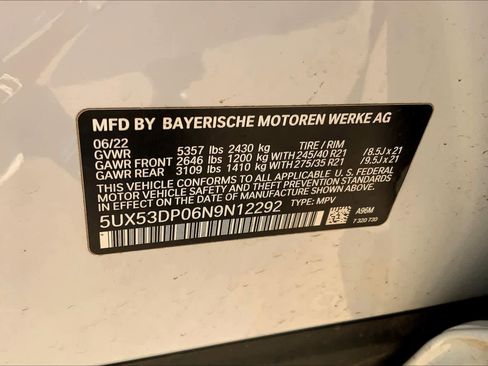 MFD BY BAYERISCHE MOTOREN WERKE AG
06/22
GVWR 5357 lbs 2430 kg TIRE / RIM
GAWR FRONT 2646 lbs 1200 kg WITH 245/40 R21 /8.5J x 21
GAWR REAR 3109 lbs 1410 kg WITH 275/35 R21 /9.5J x 21
THIS VEHICLE CONFORMS TO ALL APPLICABLE U.S. FEDERAL
MOTOR VEHICLE SAFETY STANDARDS IN EFFECT ON THE
DATE OF MANUFACTURE SHOWN ABOVE.
5UX53DP06N9N12292 TYPE: MPV
A96M
7 320 730